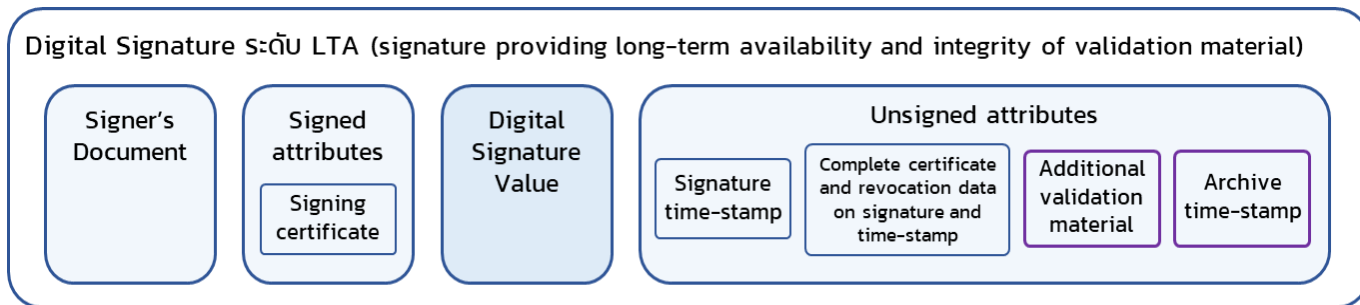 Digital Signature ระดับ LTA (signature providing long-term availability and integrity of validation material)
Signer’s
Document
Signed
attributes
Signing
certificate
Digital
Signature
Value
Unsigned attributes
Signature
time-stamp
Complete certificate
and revocation data
on signature and
time-stamp
Additional
validation
material
Archive
time-stamp